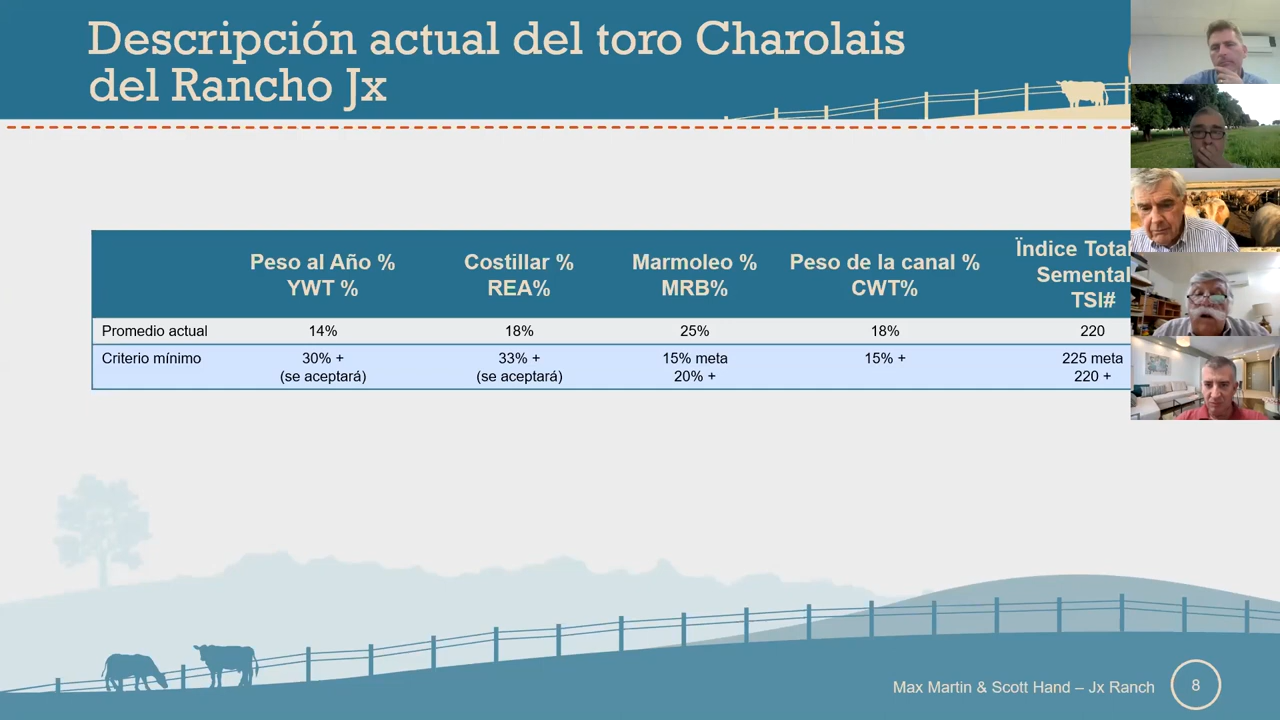 Descripción actual del toro Charolais
del Rancho Jx
Peso al Año %
YWT %
Costillar %
REA%
Marmoleo %
MRB%
Peso de la canal %
CWT%
Ïndice Total
Semental
TSI#
Promedio actual 14% 18% 25% 18% 220
Criterio mínimo 30% + 33% + 15% meta 15% + 225 meta
(se aceptará) (se aceptará) 20% + 220 +
Max Martin & Scott Hand – Jx Ranch 8